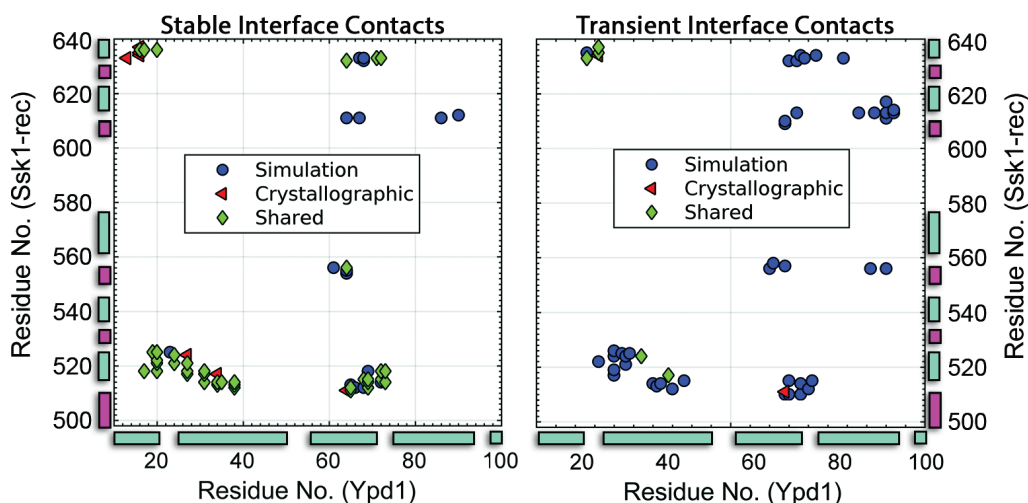 Stable Interface Contacts
Transient Interface Contacts
Residue No. (Ssk1-rec)
640
620
600
580
560
540
520
500
Simulation
Crystallographic
Shared
20
40
60
80
100
Residue No. (Ypd1)
Simulation
Crystallographic
Shared
640
620
600
580
560
540
520
500
Residue No. (Ssk1-rec)
20
40
60
80
100
Residue No. (Ypd1)